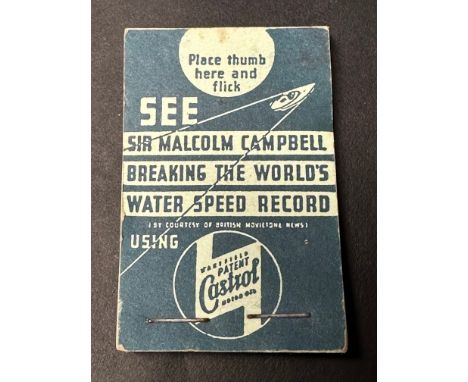 Place thumb
here and
flick
SEE
SIR MALCOLM CAMPBELL
BREAKING THE WORLD'S
WATER SPEED RECORD
(BY COURTESY OF BRITISH MOVIETONE NEWS)
USING
WAKEFIELD
PATENT
Castrol
MOTOR OIL